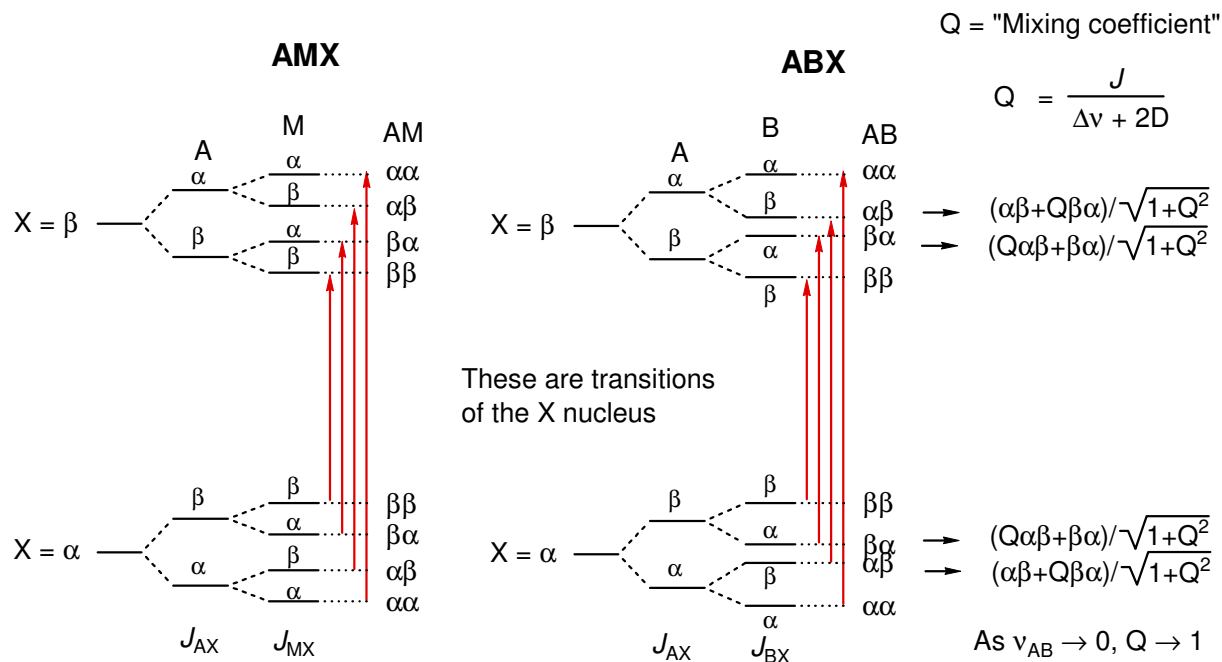 Q = "Mixing coefficient"
AMX
ABX
Q = J / Δν + 2D
A
M
AM
α
α
αα
β
αβ
X = β
β
α
βα
β
ββ
A
B
AB
α
α
αα
β
αβ → (αβ+Qβα)/√1+Q²
X = β
β
α
βα → (Qαβ+βα)/√1+Q²
β
ββ
These are transitions
of the X nucleus
β
β
ββ
α
βα
X = α
α
β
αβ
α
αα
J_AX
J_MX
β
β
ββ
α
βα → (Qαβ+βα)/√1+Q²
X = α
α
β
αβ → (αβ+Qβα)/√1+Q²
α
αα
J_AX
J_BX
As ν_AB → 0, Q → 1